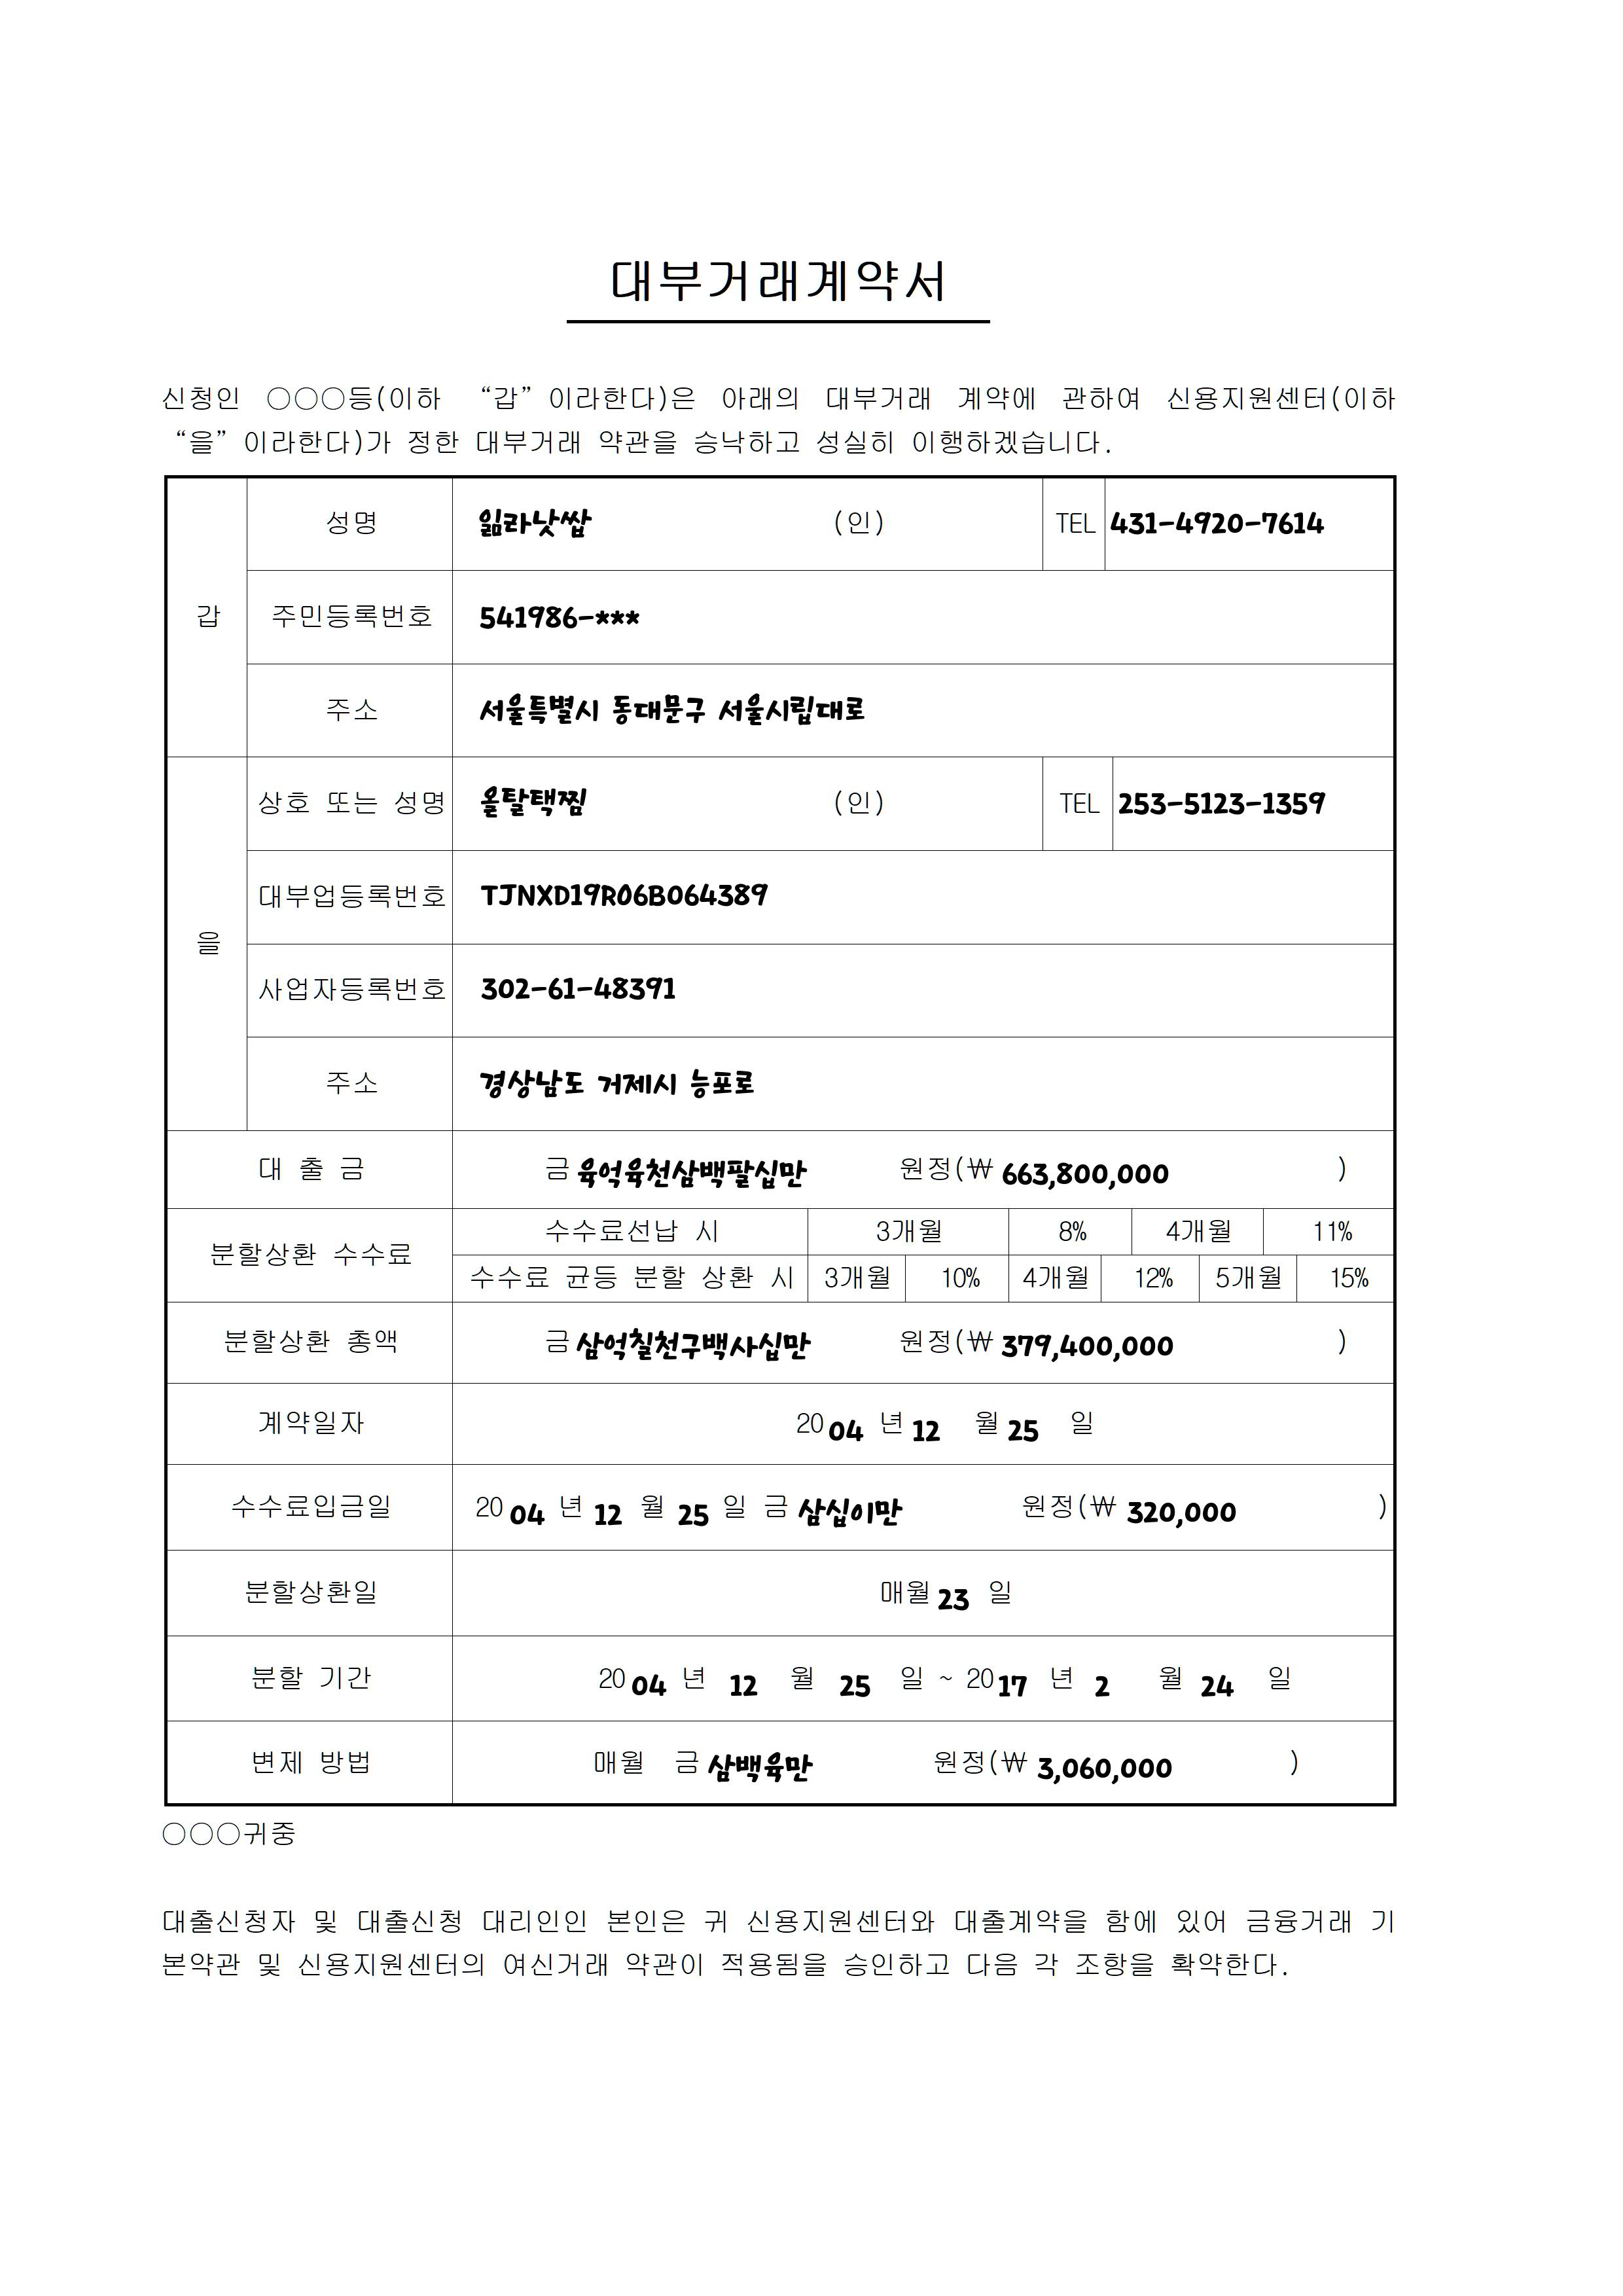 대부거래계약서
신청인 ○○○등(이하 “갑”이라한다)은 아래의 대부거래 계약에 관하여 신용지원센터(이하
“을”이라한다)가 정한 대부거래 약관을 승낙하고 성실히 이행하겠습니다.
갑
성명 읾라낫쌉 (인) TEL 431-4920-7614
주민등록번호 541986-***
주소 서울특별시 동대문구 서울시립대로
을
상호 또는 성명 올탈택찜 (인) TEL 253-5123-1359
대부업등록번호 TJNXD19R06B064389
사업자등록번호 302-61-48391
주소 경상남도 거제시 능포로
대 출 금 금 육억육천삼백팔십만 원정(₩ 663,800,000 )
분할상환 수수료
수수료선납 시 3개월 8% 4개월 11%
수수료 균등 분할 상환 시 3개월 10% 4개월 12% 5개월 15%
분할상환 총액 금 삼억칠천구백사십만 원정(₩ 379,400,000 )
계약일자 20 04 년 12 월 25 일
수수료입금일 20 04 년 12 월 25 일 금 삼십이만 원정(₩ 320,000 )
분할상환일 매월 23 일
분할 기간 20 04 년 12 월 25 일 ~ 20 17 년 2 월 24 일
변제 방법 매월 금 삼백육만 원정(₩ 3,060,000 )
○○○귀중
대출신청자 및 대출신청 대리인인 본인은 귀 신용지원센터와 대출계약을 함에 있어 금융거래 기
본약관 및 신용지원센터의 여신거래 약관이 적용됨을 승인하고 다음 각 조항을 확약한다.